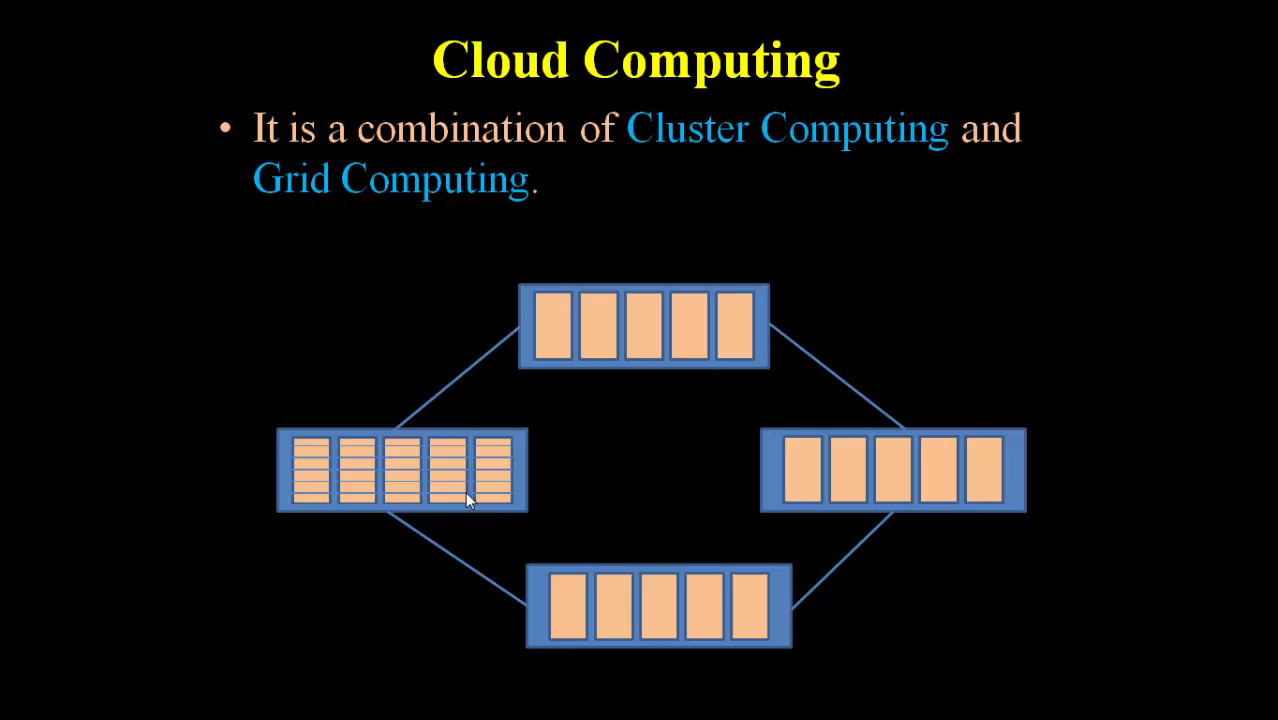 Cloud Computing
• It is a combination of Cluster Computing and
Grid Computing.